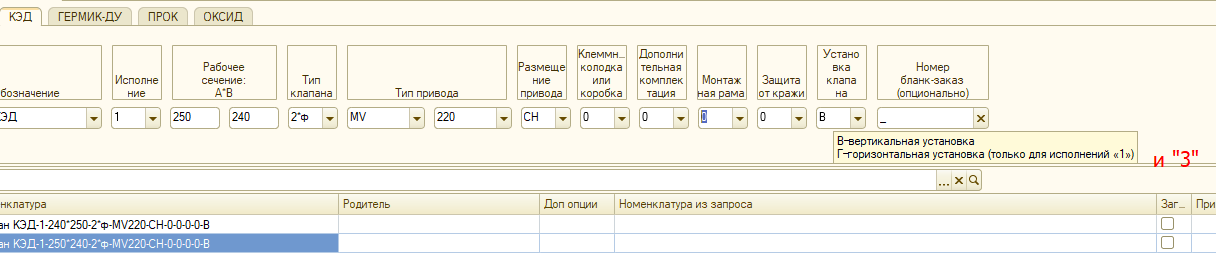 КЭД ГЕРМИК-ДУ ПРОК ОКСИД
бозначение
Исполне
ние
Рабочее
сечение:
A*B
Тип
клапана
Тип привода
Размеще
ние
привода
Клеммн...
колодка
или
коробка
Дополни
тельная
комплек
тация
Монтаж
ная рама
Защита
от кражи
Устано
вка
клапа
на
Номер
бланк-заказ
(опционально)
КЭД 1 250 240 2*ф MV 220 СН 0 0 0 0 В _
В–вертикальная установка
Г–горизонтальная установка (только для исполнений «1»)
и "3"
нклатура Родитель Доп опции Номенклатура из запроса Заг... При
ан КЭД-1-240*250-2*ф-MV220-СН-0-0-0-0-В
ан КЭД-1-250*240-2*ф-MV220-СН-0-0-0-0-В